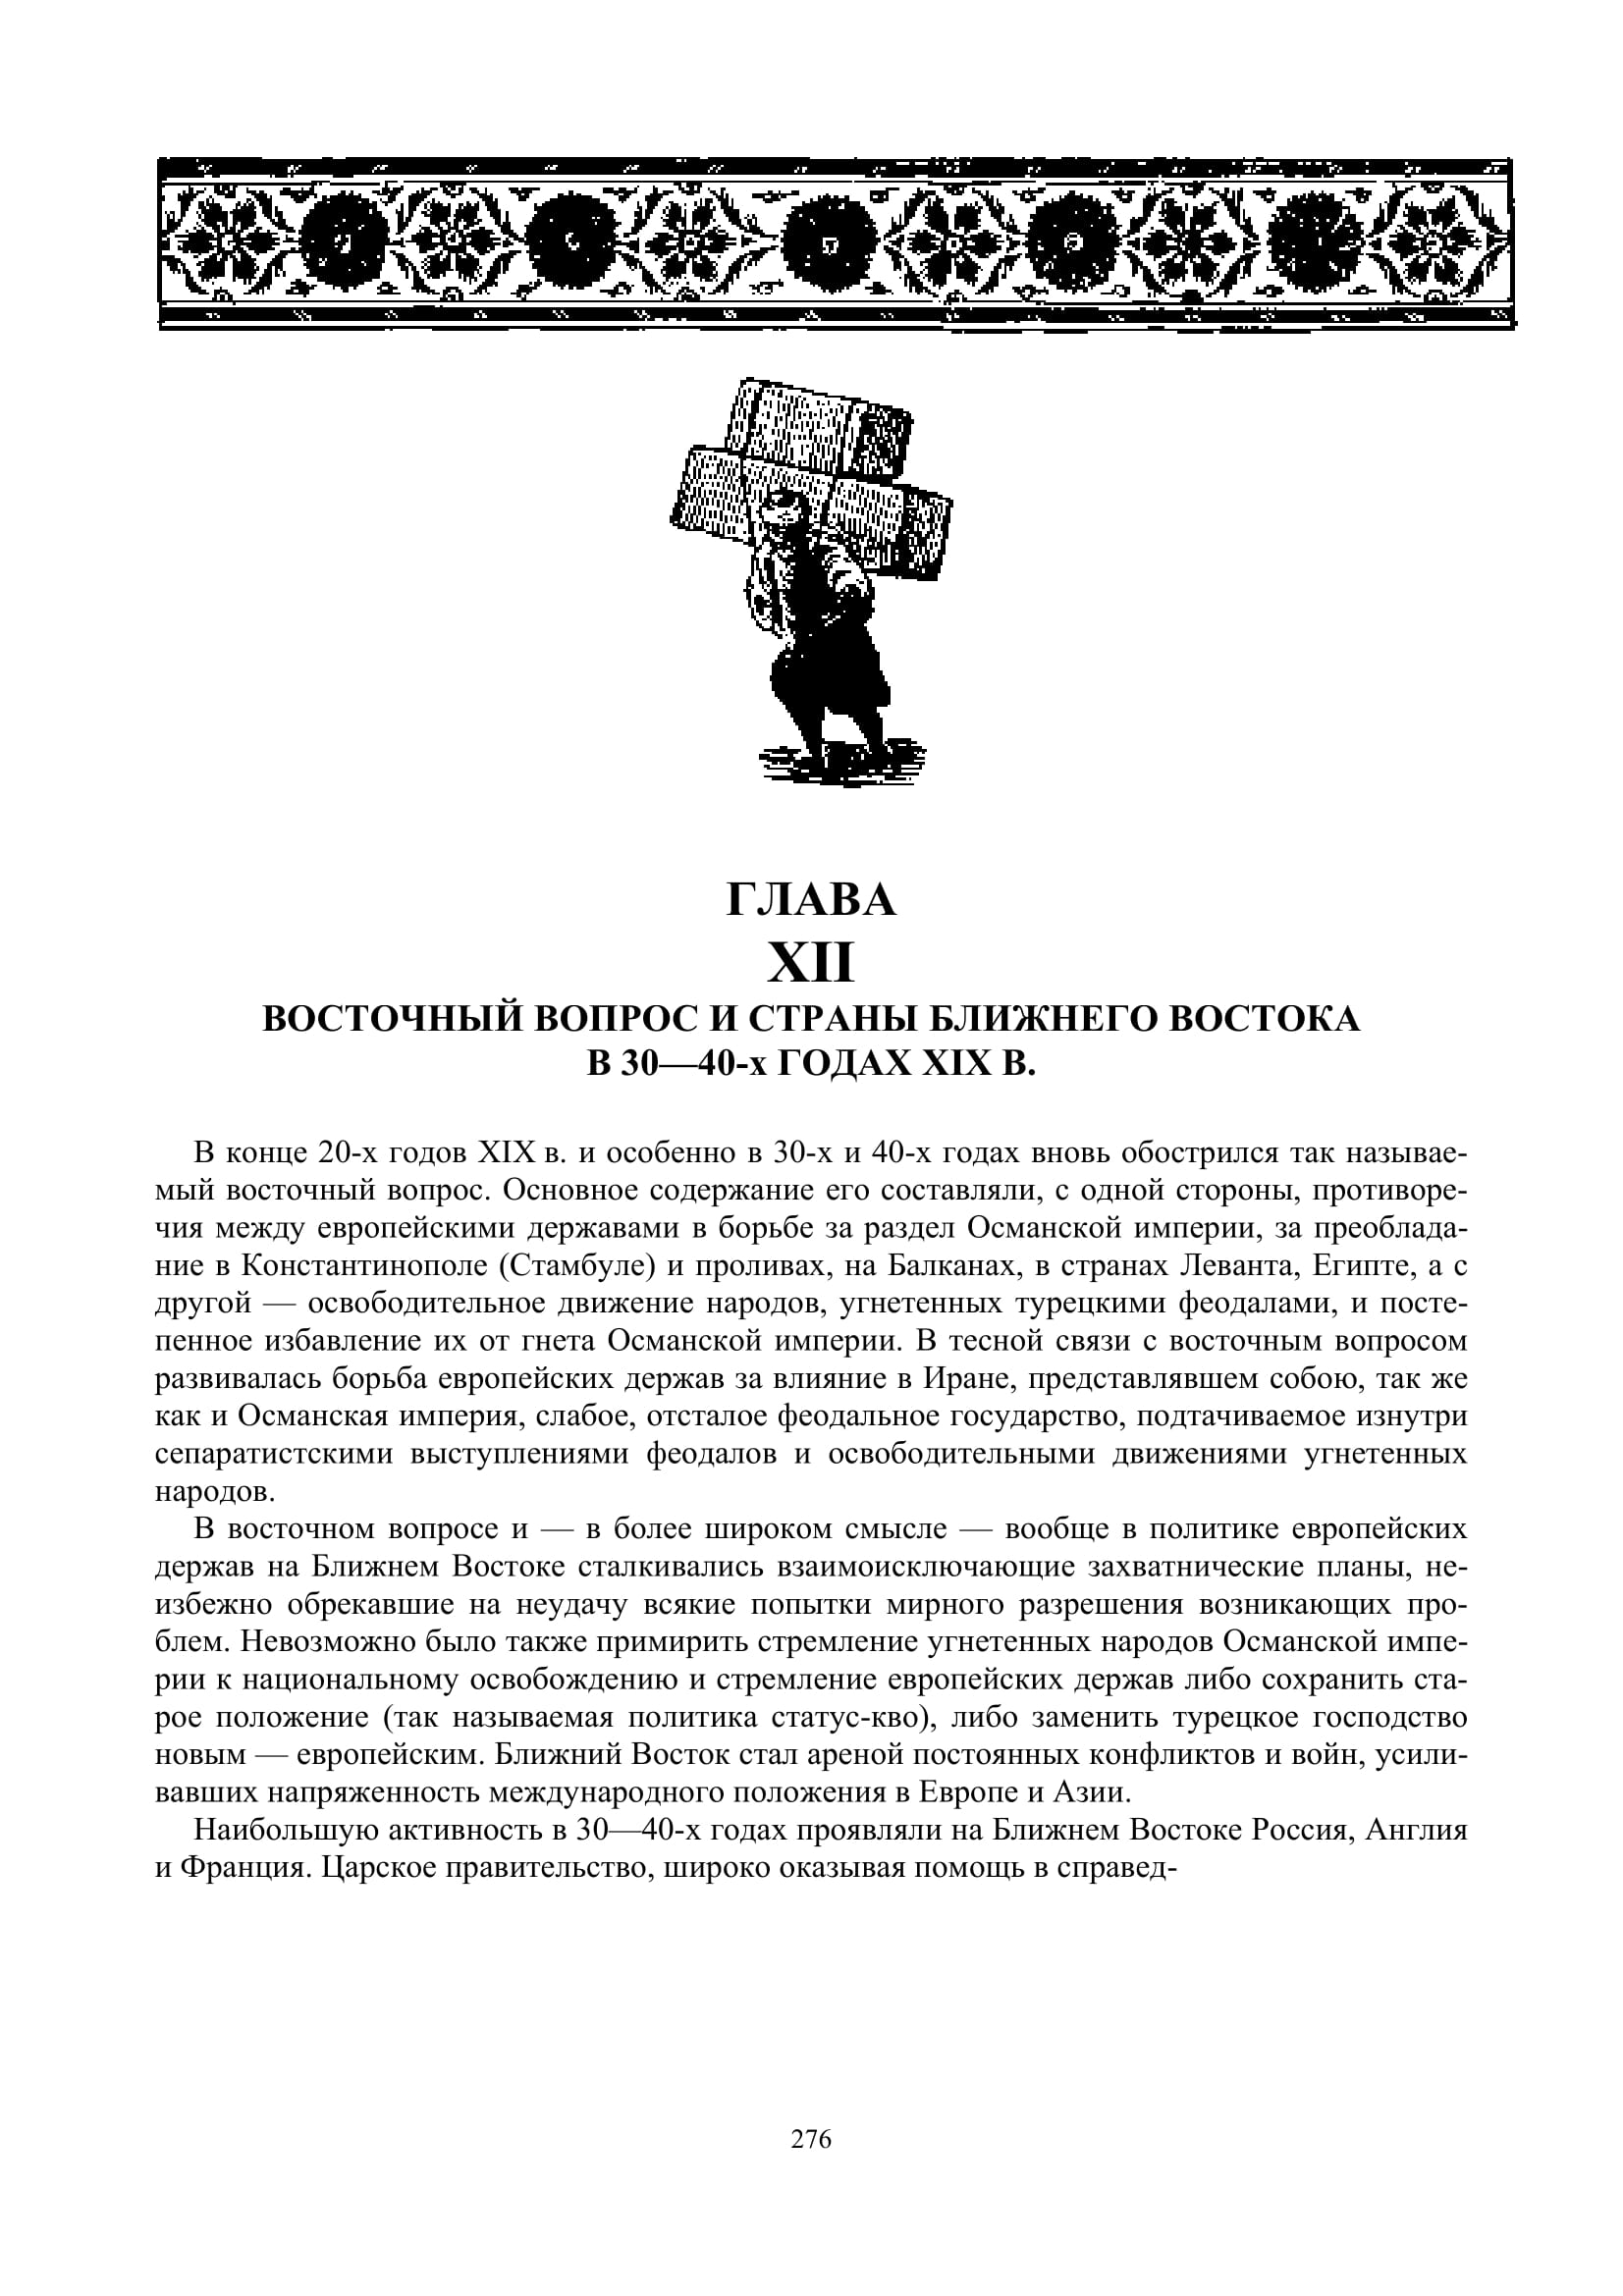 ГЛАВА
XII
ВОСТОЧНЫЙ ВОПРОС И СТРАНЫ БЛИЖНЕГО ВОСТОКА
В 30—40-х ГОДАХ XIX В.
В конце 20-х годов XIX в. и особенно в 30-х и 40-х годах вновь обострился так называе-
мый восточный вопрос. Основное содержание его составляли, с одной стороны, противоре-
чия между европейскими державами в борьбе за раздел Османской империи, за преоблада-
ние в Константинополе (Стамбуле) и проливах, на Балканах, в странах Леванта, Египте, а с
другой — освободительное движение народов, угнетенных турецкими феодалами, и посте-
пенное избавление их от гнета Османской империи. В тесной связи с восточным вопросом
развивалась борьба европейских держав за влияние в Иране, представлявшем собою, так же
как и Османская империя, слабое, отсталое феодальное государство, подтачиваемое изнутри
сепаратистскими выступлениями феодалов и освободительными движениями угнетенных
народов.
В восточном вопросе и — в более широком смысле — вообще в политике европейских
держав на Ближнем Востоке сталкивались взаимоисключающие захватнические планы, не-
избежно обрекавшие на неудачу всякие попытки мирного разрешения возникающих про-
блем. Невозможно было также примирить стремление угнетенных народов Османской импе-
рии к национальному освобождению и стремление европейских держав либо сохранить ста-
рое положение (так называемая политика статус-кво), либо заменить турецкое господство
новым — европейским. Ближний Восток стал ареной постоянных конфликтов и войн, усили-
вавших напряженность международного положения в Европе и Азии.
Наибольшую активность в 30—40-х годах проявляли на Ближнем Востоке Россия, Англия
и Франция. Царское правительство, широко оказывая помощь в справед-
276